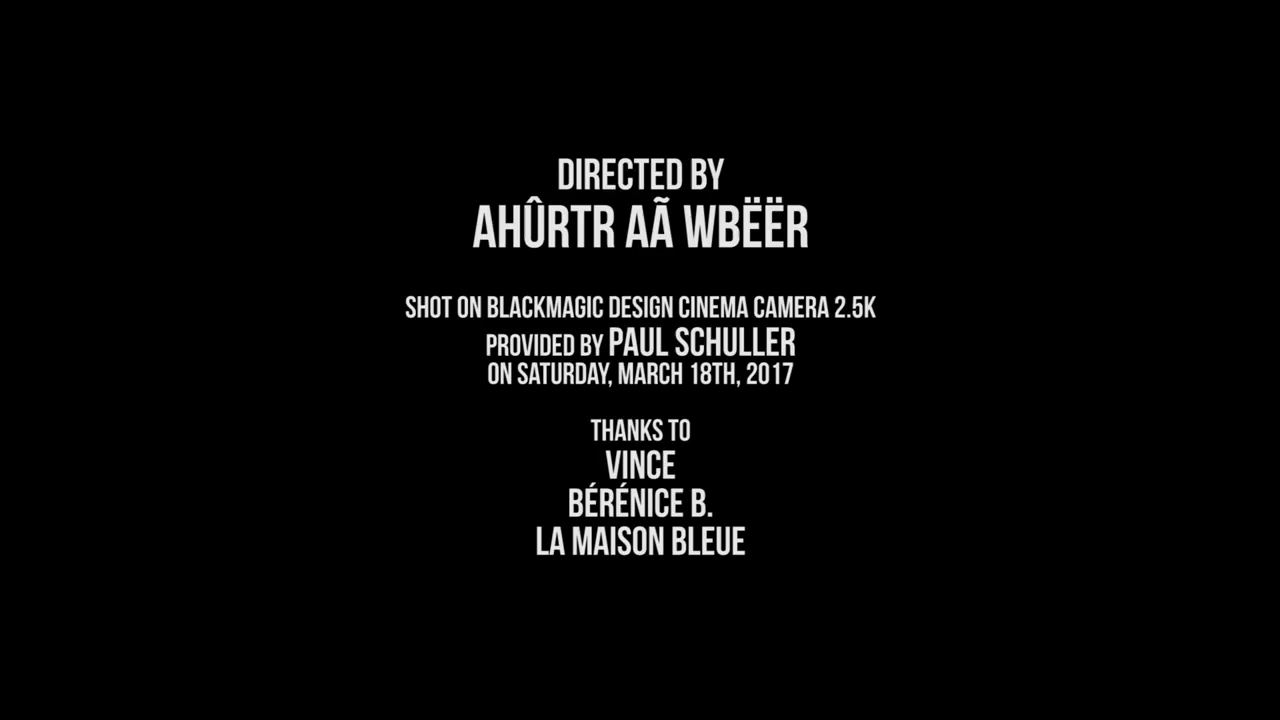 DIRECTED BY
AHÛRTR AÃ WBËËR
SHOT ON BLACKMAGIC DESIGN CINEMA CAMERA 2.5K
PROVIDED BY PAUL SCHULLER
ON SATURDAY, MARCH 18TH, 2017
THANKS TO
VINCE
BÉRÉNICE B.
LA MAISON BLEUE